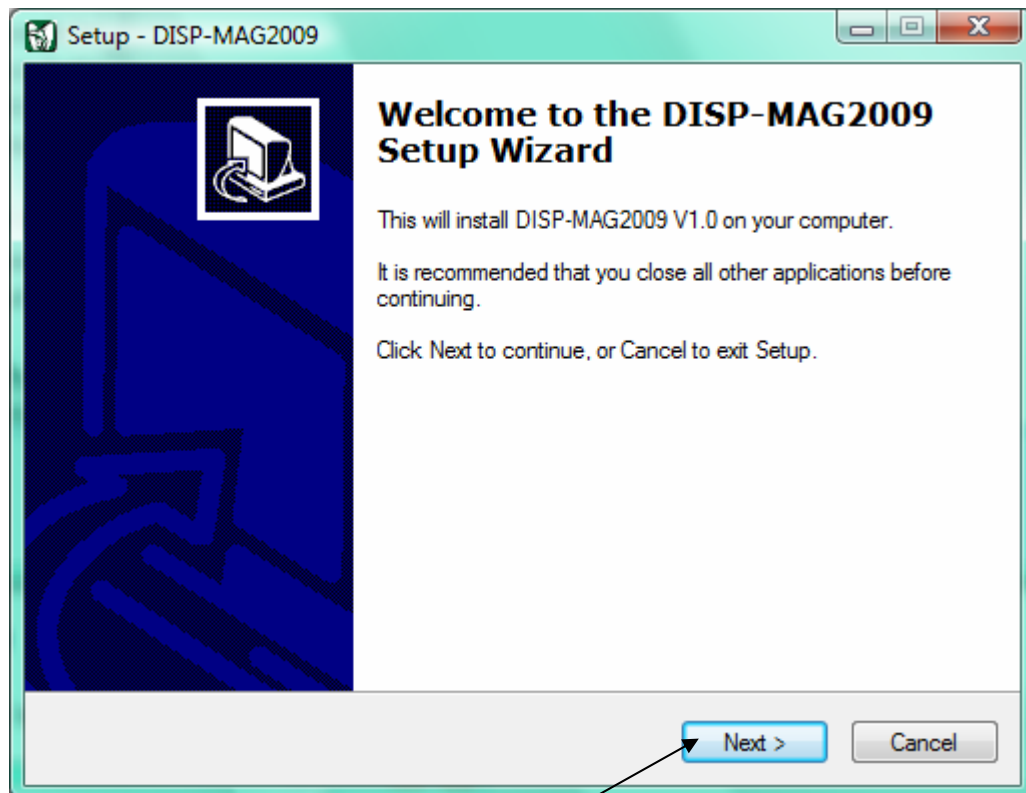 Setup - DISP-MAG2009
Welcome to the DISP-MAG2009
Setup Wizard
This will install DISP-MAG2009 V1.0 on your computer.
It is recommended that you close all other applications before
continuing.
Click Next to continue, or Cancel to exit Setup.
Next >
Cancel